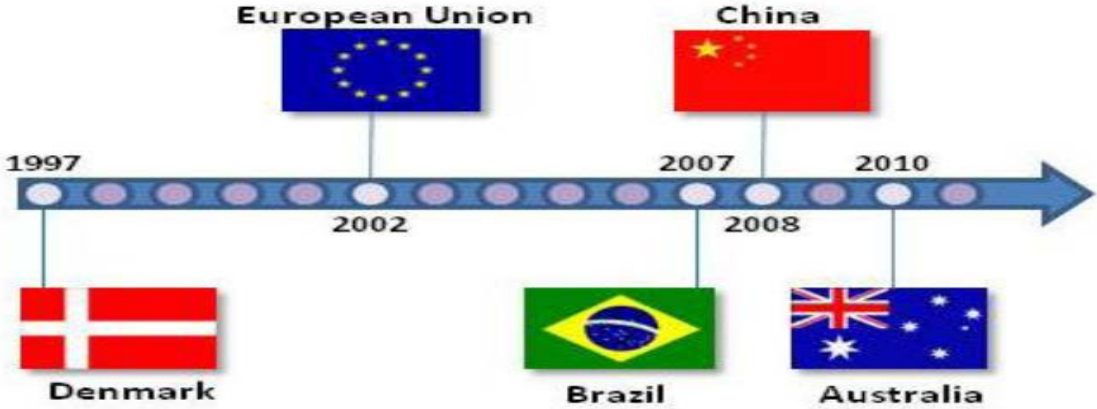 European Union
China
1997
2007
2010
2002
2008
Denmark
Brazil
Australia